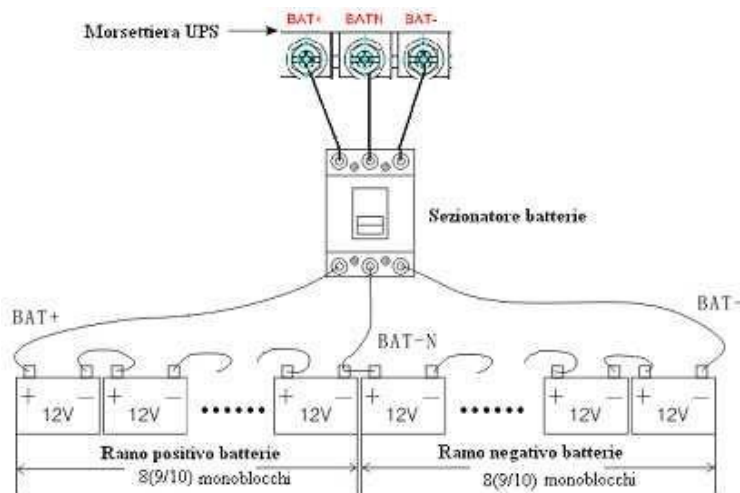 BAT+ BATN BAT-
Morsettiera UPS
Sezionatore batterie
BAT+ BAT-
BAT-N
+ − + − + − + − + − + −
12V 12V 12V 12V 12V 12V
Ramo positivo batterie Ramo negativo batterie
8(9/10) monoblocchi 8(9/10) monoblocchi